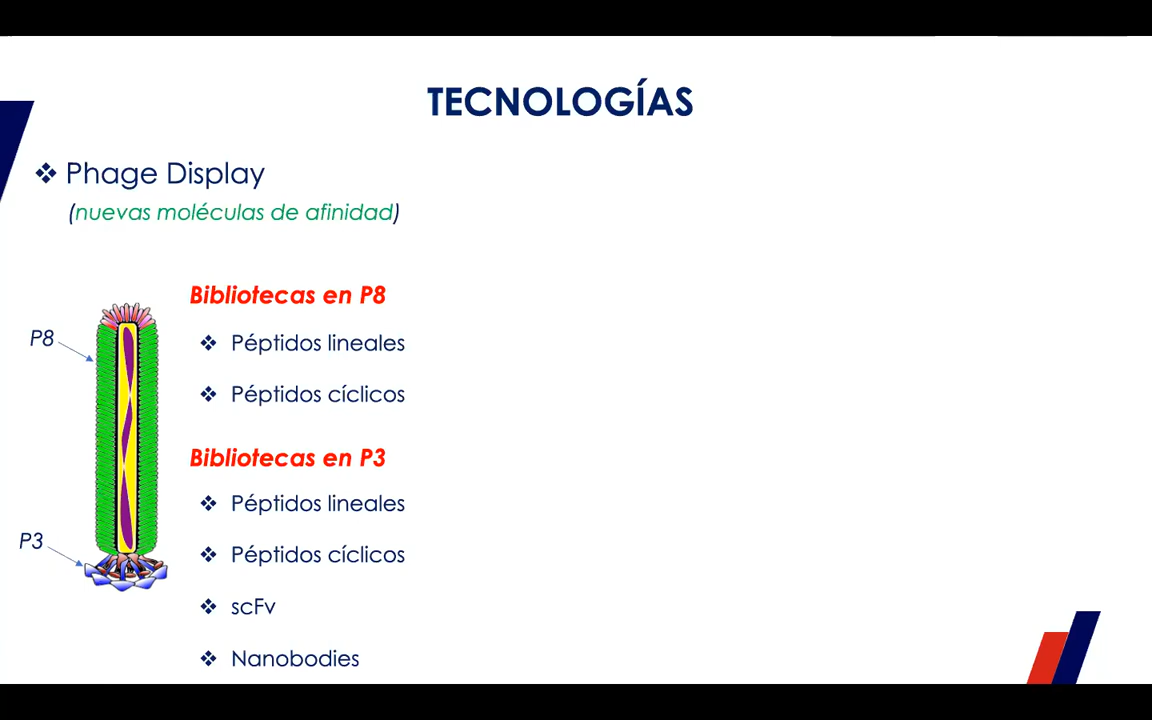 TECNOLOGÍAS
❖ Phage Display
(nuevas moléculas de afinidad)
Bibliotecas en P8
P8
❖ Péptidos lineales
❖ Péptidos cíclicos
Bibliotecas en P3
❖ Péptidos lineales
P3
❖ Péptidos cíclicos
❖ scFv
❖ Nanobodies